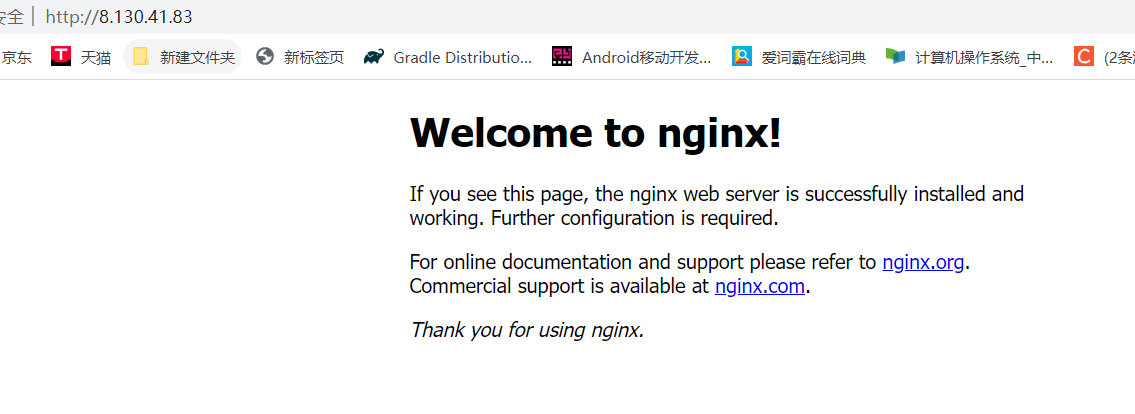 安全 | http://8.130.41.83
京东 天猫 新建文件夹 新标签页 Gradle Distributio... Android移动开发... 爱词霸在线词典 计算机操作系统_中... (2条
Welcome to nginx!
If you see this page, the nginx web server is successfully installed and
working. Further configuration is required.
For online documentation and support please refer to nginx.org.
Commercial support is available at nginx.com.
Thank you for using nginx.